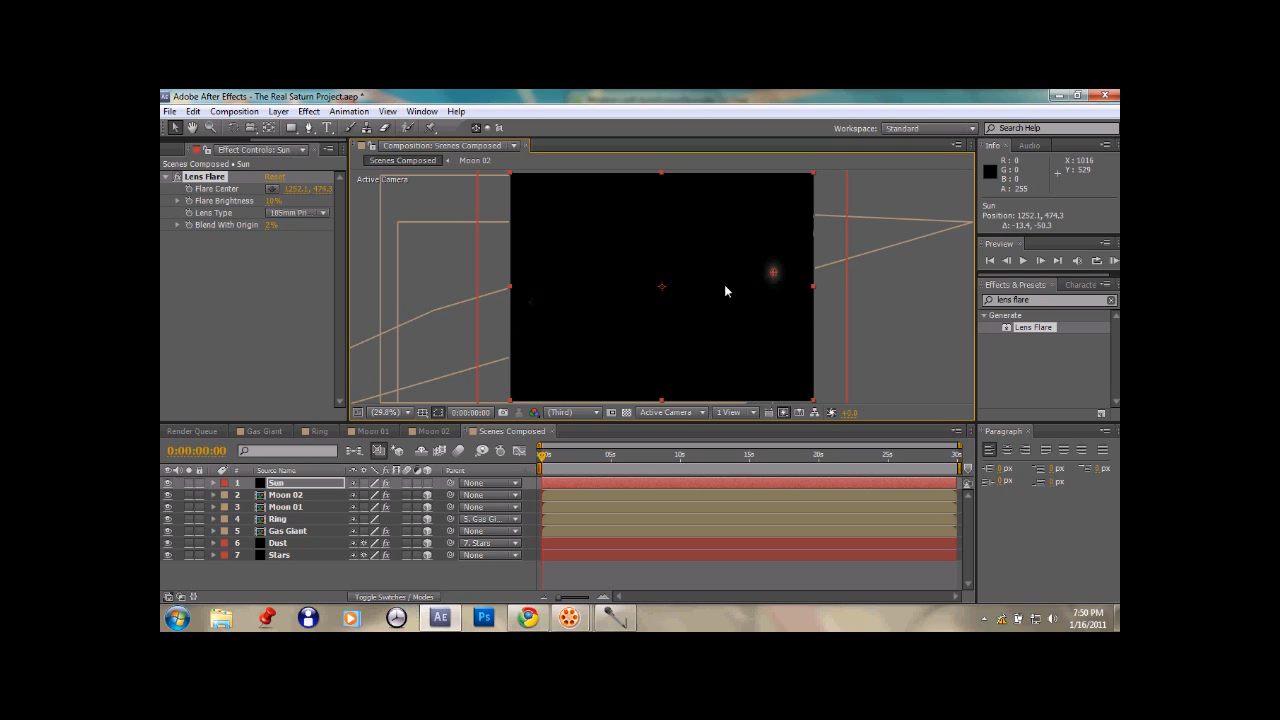 Adobe After Effects - The Real Saturn Project.aep *
File Edit Composition Layer Effect Animation View Window Help
Workspace: Standard Search Help
Effect Controls: Sun
Composition: Scenes Composed
Info Audio
Scenes Composed • Sun
Scenes Composed Moon 02
fx Lens Flare Reset
Active Camera
R: 0
G: 0
B: 0
A: 255
X: 1016
Y: 529
Flare Center 1252.1, 474.3
Flare Brightness 10%
Lens Type 105mm Pri...
Blend With Origin 2%
Sun
Position: 1252.1, 474.3
Δ: -13.4, -50.3
Preview
Effects & Presets Characte
lens flare
Generate
Lens Flare
(29.8%) 0:00:00:00 (Third) Active Camera 1 View +0.0
Render Queue Gas Giant Ring Moon 01 Moon 02 Scenes Composed
Paragraph
0:00:00:00
05s 10s 15s 20s 25s 30s
0 px 0 px 0 px
0 px 0 px
# Source Name Parent
1 Sun None
2 Moon 02 None
3 Moon 01 None
4 Ring 5. Gas Gi...
5 Gas Giant None
6 Dust 7. Stars
7 Stars None
Toggle Switches / Modes
AE Ps
7:50 PM
1/16/2011